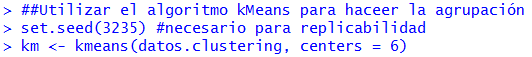 > ##Utilizar el algoritmo kMeans para haceer la agrupación
> set.seed(3235) #necesario para replicabilidad
> km <- kmeans(datos.clustering, centers = 6)